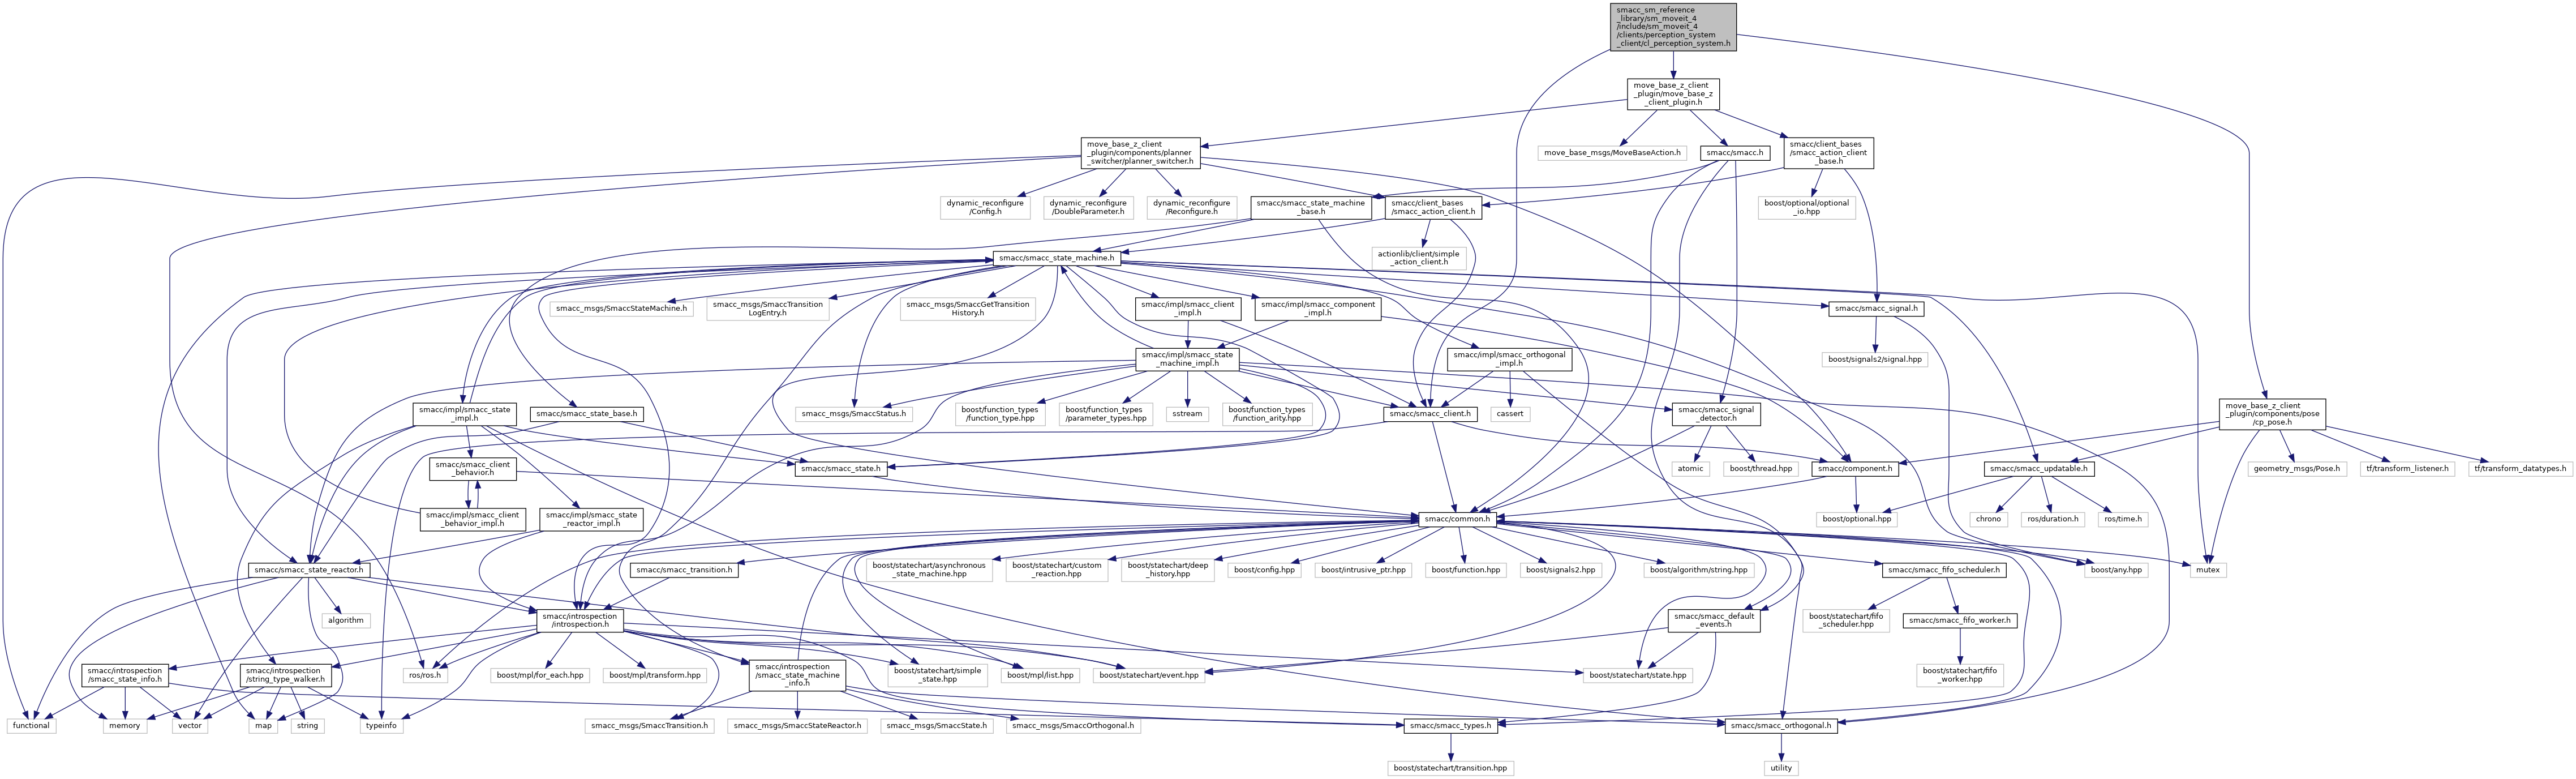 smacc_sm_reference
_library/sm_moveit_4
/include/sm_moveit_4
/clients/perception_system
_client/cl_perception_system.h
move_base_z_client
_plugin/move_base_z
_client_plugin.h
move_base_z_client
_plugin/components/planner
_switcher/planner_switcher.h
move_base_msgs/MoveBaseAction.h
smacc/smacc.h
smacc/client_bases
/smacc_action_client
_base.h
dynamic_reconfigure
/Config.h
dynamic_reconfigure
/DoubleParameter.h
dynamic_reconfigure
/Reconfigure.h
smacc/smacc_state_machine
_base.h
smacc/client_bases
/smacc_action_client.h
boost/optional/optional
_io.hpp
smacc/smacc_state_machine.h
actionlib/client/simple
_action_client.h
smacc_msgs/SmaccStateMachine.h
smacc_msgs/SmaccTransition
LogEntry.h
smacc_msgs/SmaccGetTransition
History.h
smacc/impl/smacc_client
_impl.h
smacc/impl/smacc_component
_impl.h
smacc/smacc_signal.h
smacc/impl/smacc_state
_machine_impl.h
smacc/impl/smacc_orthogonal
_impl.h
boost/signals2/signal.hpp
smacc/impl/smacc_state
_impl.h
smacc/smacc_state_base.h
smacc_msgs/SmaccStatus.h
boost/function_types
/function_type.hpp
boost/function_types
/parameter_types.hpp
sstream
boost/function_types
/function_arity.hpp
smacc/smacc_client.h
cassert
smacc/smacc_signal
_detector.h
move_base_z_client
_plugin/components/pose
/cp_pose.h
smacc/smacc_client
_behavior.h
smacc/smacc_state.h
atomic
boost/thread.hpp
smacc/component.h
smacc/smacc_updatable.h
geometry_msgs/Pose.h
tf/transform_listener.h
tf/transform_datatypes.h
smacc/impl/smacc_client
_behavior_impl.h
smacc/impl/smacc_state
_reactor_impl.h
smacc/common.h
boost/optional.hpp
chrono
ros/duration.h
ros/time.h
smacc/smacc_state_reactor.h
smacc/smacc_transition.h
boost/statechart/asynchronous
_state_machine.hpp
boost/statechart/custom
_reaction.hpp
boost/statechart/deep
_history.hpp
boost/config.hpp
boost/intrusive_ptr.hpp
boost/function.hpp
boost/signals2.hpp
boost/algorithm/string.hpp
smacc/smacc_fifo_scheduler.h
boost/any.hpp
mutex
algorithm
smacc/introspection
/introspection.h
smacc/smacc_default
_events.h
boost/statechart/fifo
_scheduler.hpp
smacc/smacc_fifo_worker.h
smacc/introspection
/smacc_state_info.h
smacc/introspection
/string_type_walker.h
ros/ros.h
boost/mpl/for_each.hpp
boost/mpl/transform.hpp
smacc/introspection
/smacc_state_machine
_info.h
boost/statechart/simple
_state.hpp
boost/mpl/list.hpp
boost/statechart/event.hpp
boost/statechart/state.hpp
boost/statechart/fifo
_worker.hpp
functional
memory
vector
map
string
typeinfo
smacc_msgs/SmaccTransition.h
smacc_msgs/SmaccStateReactor.h
smacc_msgs/SmaccState.h
smacc_msgs/SmaccOrthogonal.h
smacc/smacc_types.h
smacc/smacc_orthogonal.h
boost/statechart/transition.hpp
utility